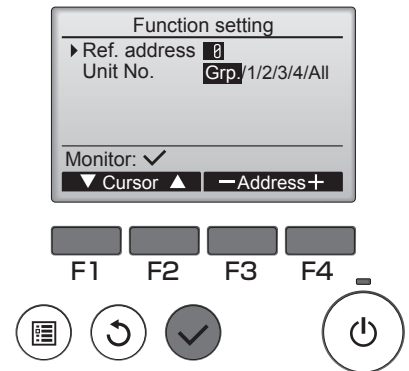 Function setting
Ref. address 0
Unit No. Grp./1/2/3/4/All
Monitor: ✓
▼ Cursor ▲ −Address+
F1 F2 F3 F4